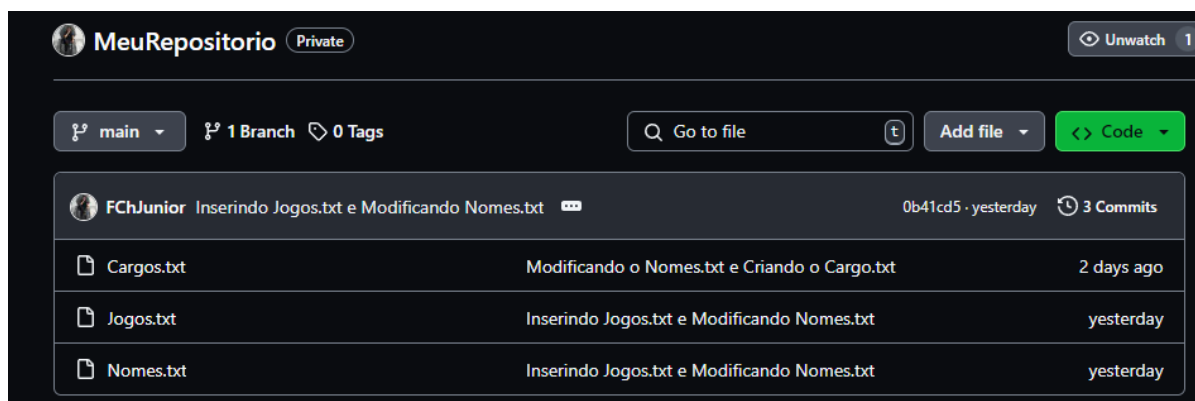 MeuRepositorio Private Unwatch 1
main 1 Branch 0 Tags Go to file t Add file Code
FChJunior Inserindo Jogos.txt e Modificando Nomes.txt 0b41cd5 · yesterday 3 Commits
Cargos.txt Modificando o Nomes.txt e Criando o Cargo.txt 2 days ago
Jogos.txt Inserindo Jogos.txt e Modificando Nomes.txt yesterday
Nomes.txt Inserindo Jogos.txt e Modificando Nomes.txt yesterday